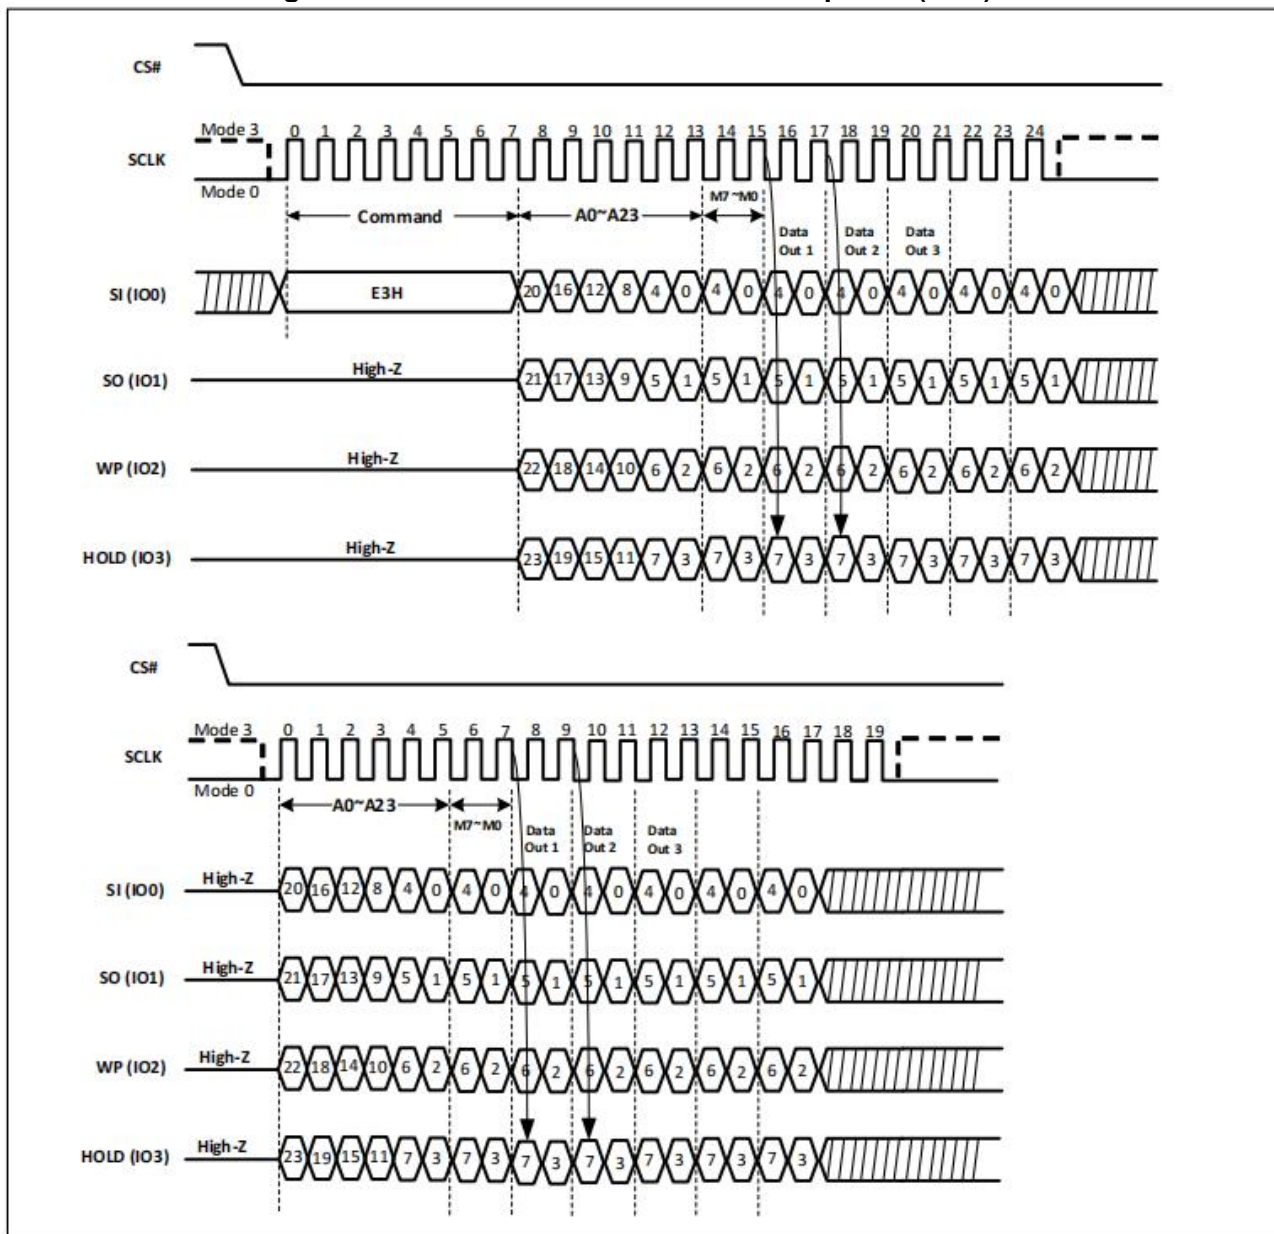 CS#
Mode 3
0 1 2 3 4 5 6 7 8 9 10 11 12 13 14 15 16 17 18 19 20 21 22 23 24
SCLK
Mode 0
Command
A0~A23
M7~M0
Data Out 1
Data Out 2
Data Out 3
SI (IO0)
E3H
20 16 12 8 4 0 4 0 4 0 4 0 4 0 4 0 4 0
SO (IO1)
High-Z
21 17 13 9 5 1 5 1 5 1 5 1 5 1 5 1 5 1
WP (IO2)
High-Z
22 18 14 10 6 2 6 2 6 2 6 2 6 2 6 2 6 2
HOLD (IO3)
High-Z
23 19 15 11 7 3 7 3 7 3 7 3 7 3 7 3 7 3
CS#
Mode 3
0 1 2 3 4 5 6 7 8 9 10 11 12 13 14 15 16 17 18 19
SCLK
Mode 0
A0~A23
M7~M0
Data Out 1
Data Out 2
Data Out 3
SI (IO0)
High-Z
20 16 12 8 4 0 4 0 4 0 4 0 4 0 4 0 4 0
SO (IO1)
High-Z
21 17 13 9 5 1 5 1 5 1 5 1 5 1 5 1 5 1
WP (IO2)
High-Z
22 18 14 10 6 2 6 2 6 2 6 2 6 2 6 2 6 2
HOLD (IO3)
High-Z
23 19 15 11 7 3 7 3 7 3 7 3 7 3 7 3 7 3